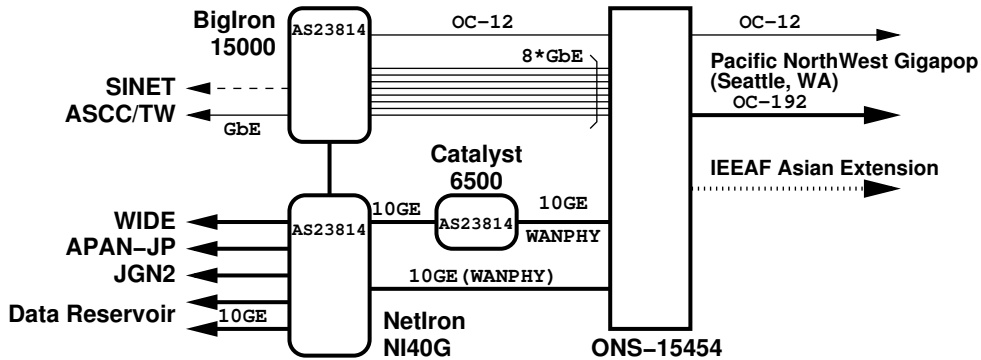 BigIron
15000
AS23814
OC−12
OC−12
8*GbE
Pacific NorthWest Gigapop
(Seattle, WA)
OC−192
SINET
ASCC/TW
GbE
Catalyst
6500
IEEAF Asian Extension
WIDE
APAN−JP
JGN2
Data Reservoir
10GE
AS23814
10GE
AS23814
10GE
WANPHY
10GE(WANPHY)
NetIron
NI40G
ONS−15454